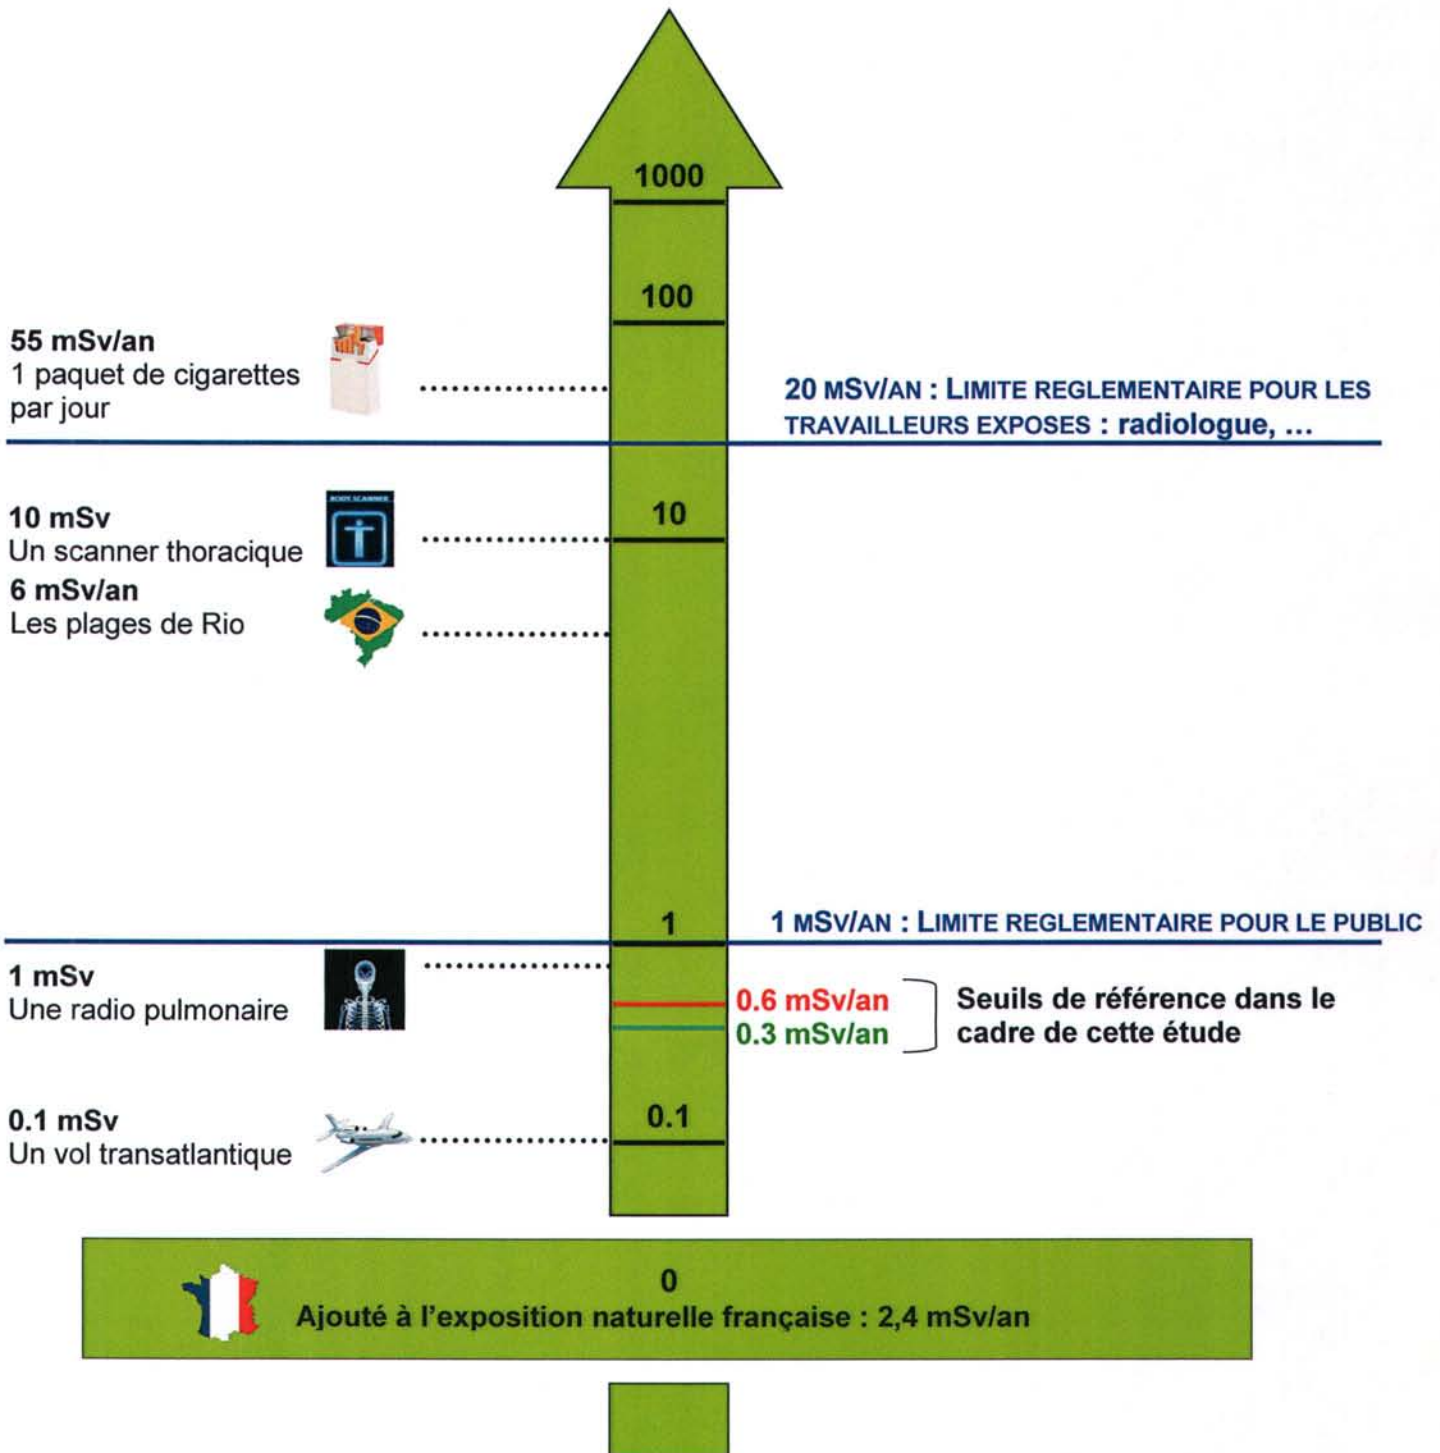 1000
100
55 mSv/an
1 paquet de cigarettes
par jour
20 MSV/AN : LIMITE REGLEMENTAIRE POUR LES
TRAVAILLEURS EXPOSES : radiologue, ...
BODY SCANNER
10 mSv
Un scanner thoracique
10
6 mSv/an
Les plages de Rio
1
1 MSV/AN : LIMITE REGLEMENTAIRE POUR LE PUBLIC
1 mSv
Une radio pulmonaire
0.6 mSv/an
0.3 mSv/an
Seuils de référence dans le
cadre de cette étude
0.1 mSv
Un vol transatlantique
0.1
0
Ajouté à l'exposition naturelle française : 2,4 mSv/an